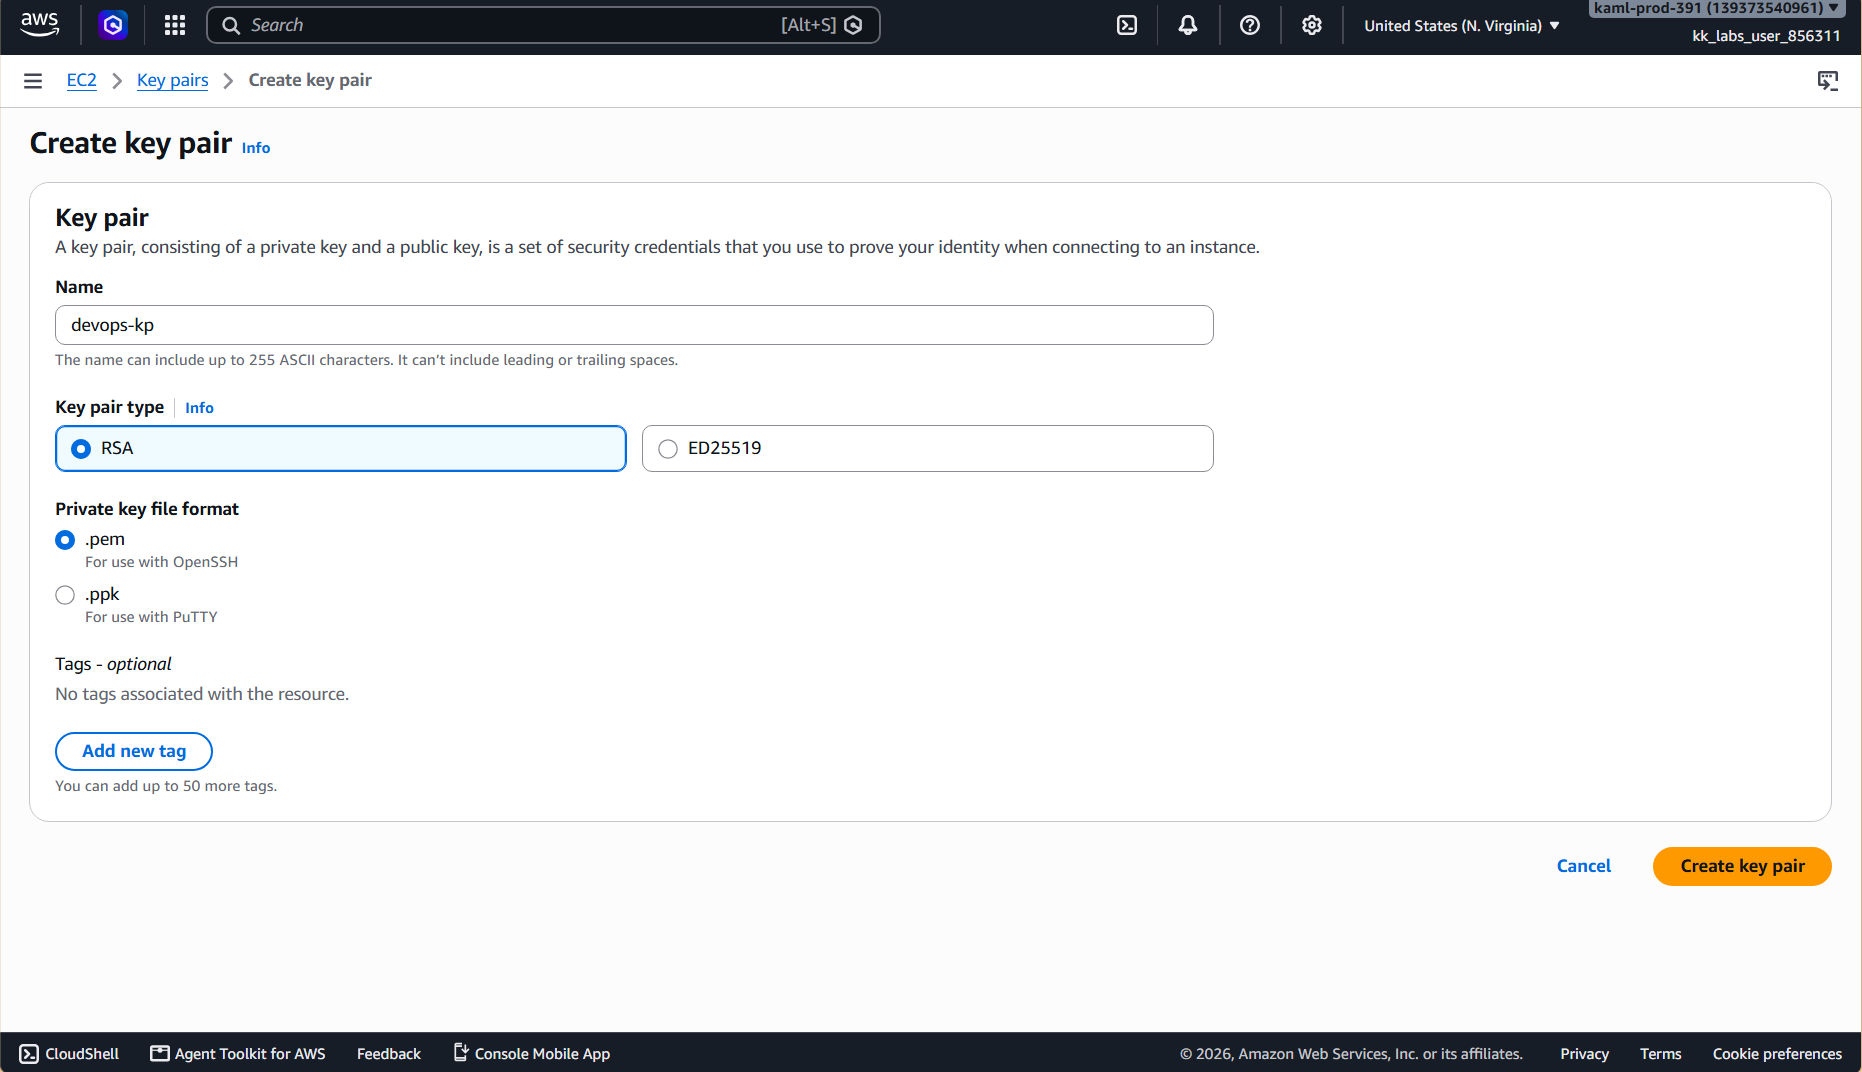 aws
Search [Alt+S]
United States (N. Virginia) ▼
kaml-prod-391 (139373540961) ▼
kk_labs_user_856311
EC2 > Key pairs > Create key pair
Create key pair Info
Key pair
A key pair, consisting of a private key and a public key, is a set of security credentials that you use to prove your identity when connecting to an instance.
Name
devops-kp
The name can include up to 255 ASCII characters. It can’t include leading or trailing spaces.
Key pair type Info
RSA
ED25519
Private key file format
.pem
For use with OpenSSH
.ppk
For use with PuTTY
Tags - optional
No tags associated with the resource.
Add new tag
You can add up to 50 more tags.
Cancel
Create key pair
CloudShell Agent Toolkit for AWS Feedback Console Mobile App © 2026, Amazon Web Services, Inc. or its affiliates. Privacy Terms Cookie preferences